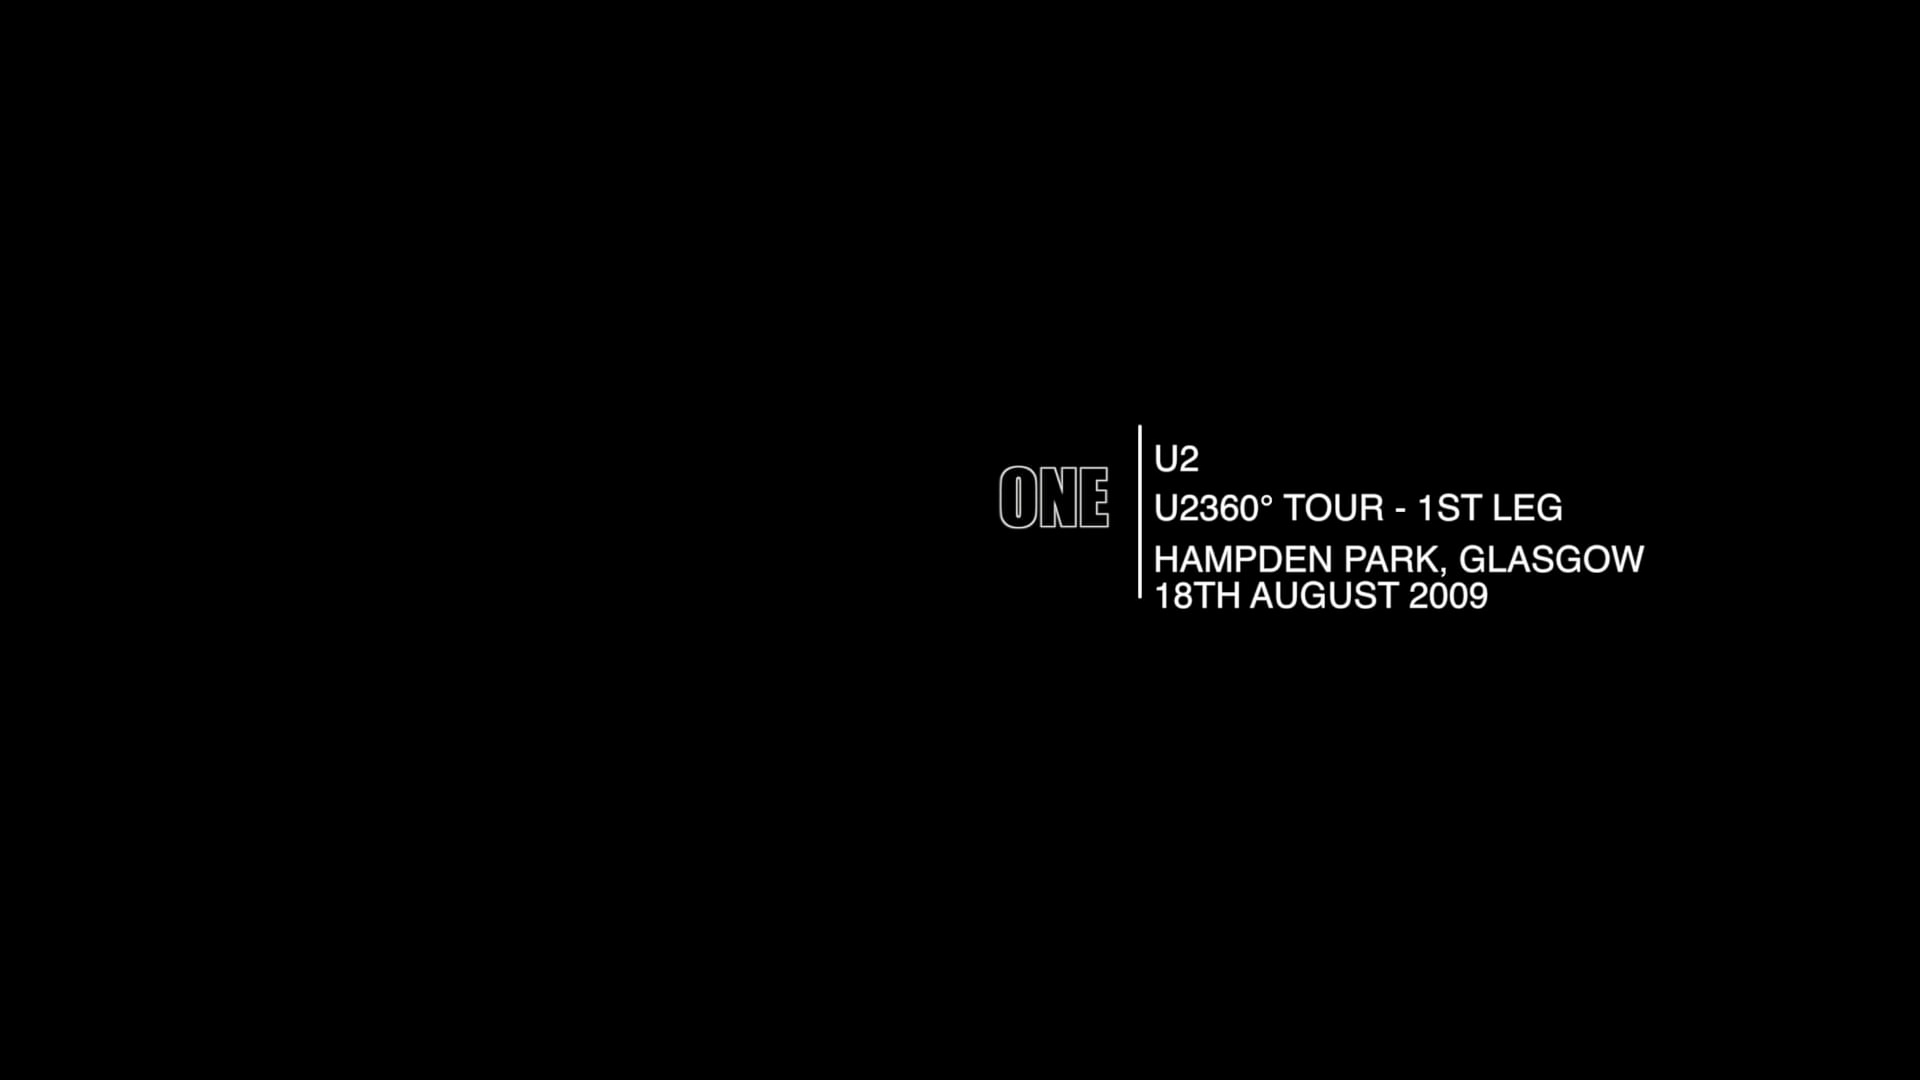 ONE
U2
U2360° TOUR - 1ST LEG
HAMPDEN PARK, GLASGOW
18TH AUGUST 2009